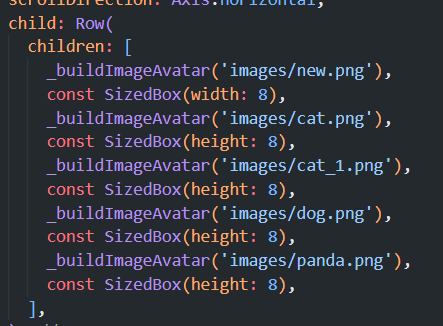 scrollDirection: Axis.horizontal,
child: Row(
children: [
_buildImageAvatar('images/new.png'),
const SizedBox(width: 8),
_buildImageAvatar('images/cat.png'),
const SizedBox(height: 8),
_buildImageAvatar('images/cat_1.png'),
const SizedBox(height: 8),
_buildImageAvatar('images/dog.png'),
const SizedBox(height: 8),
_buildImageAvatar('images/panda.png'),
const SizedBox(height: 8),
],